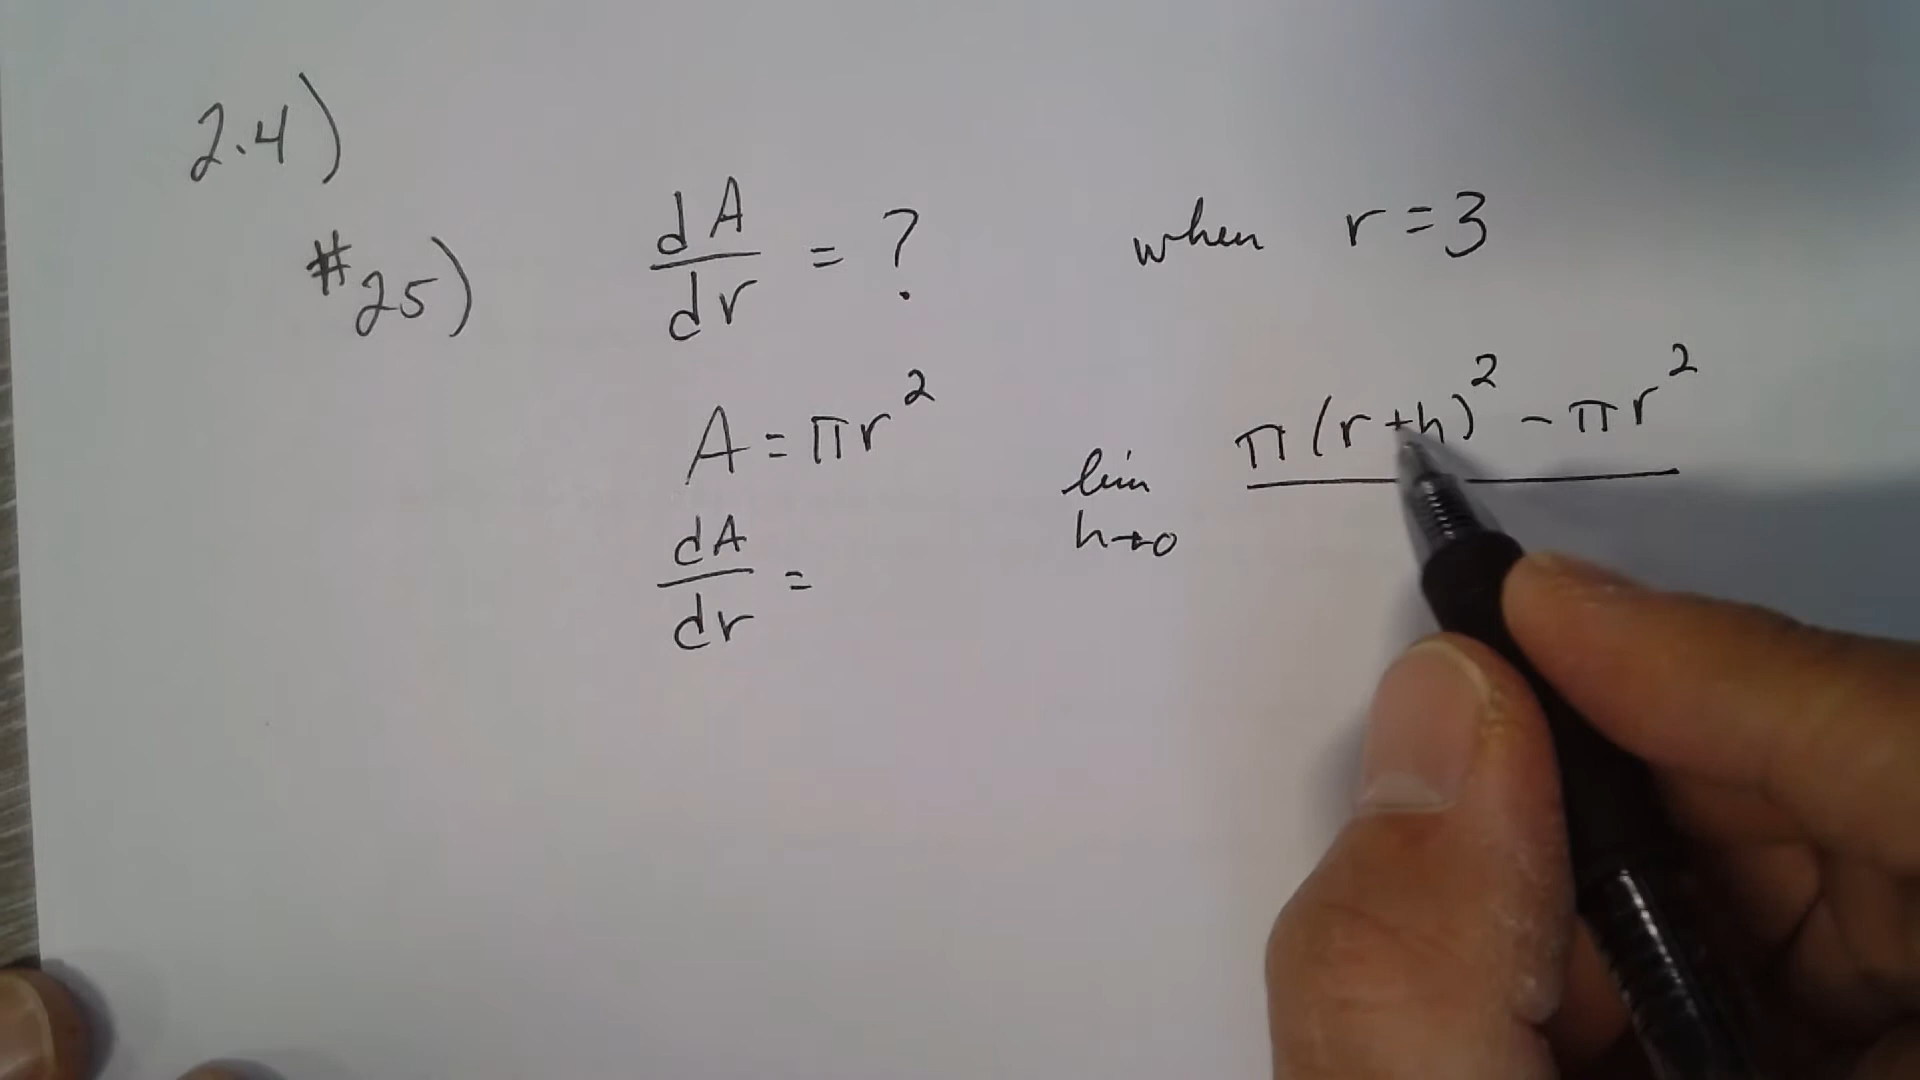 2.4)
#25) dA/dr = ? when r = 3
A = πr²
lim h→0 π(r+h)² - πr²
dA/dr =